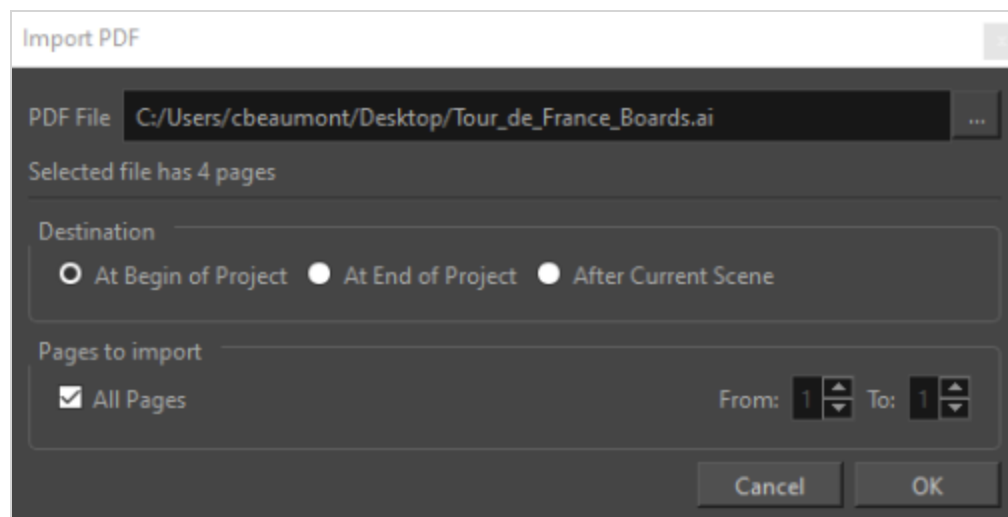 Import PDF
PDF File C:/Users/cbeaumont/Desktop/Tour_de_France_Boards.ai ...
Selected file has 4 pages
Destination
At Begin of Project At End of Project After Current Scene
Pages to import
All Pages From: 1 To: 1
Cancel OK